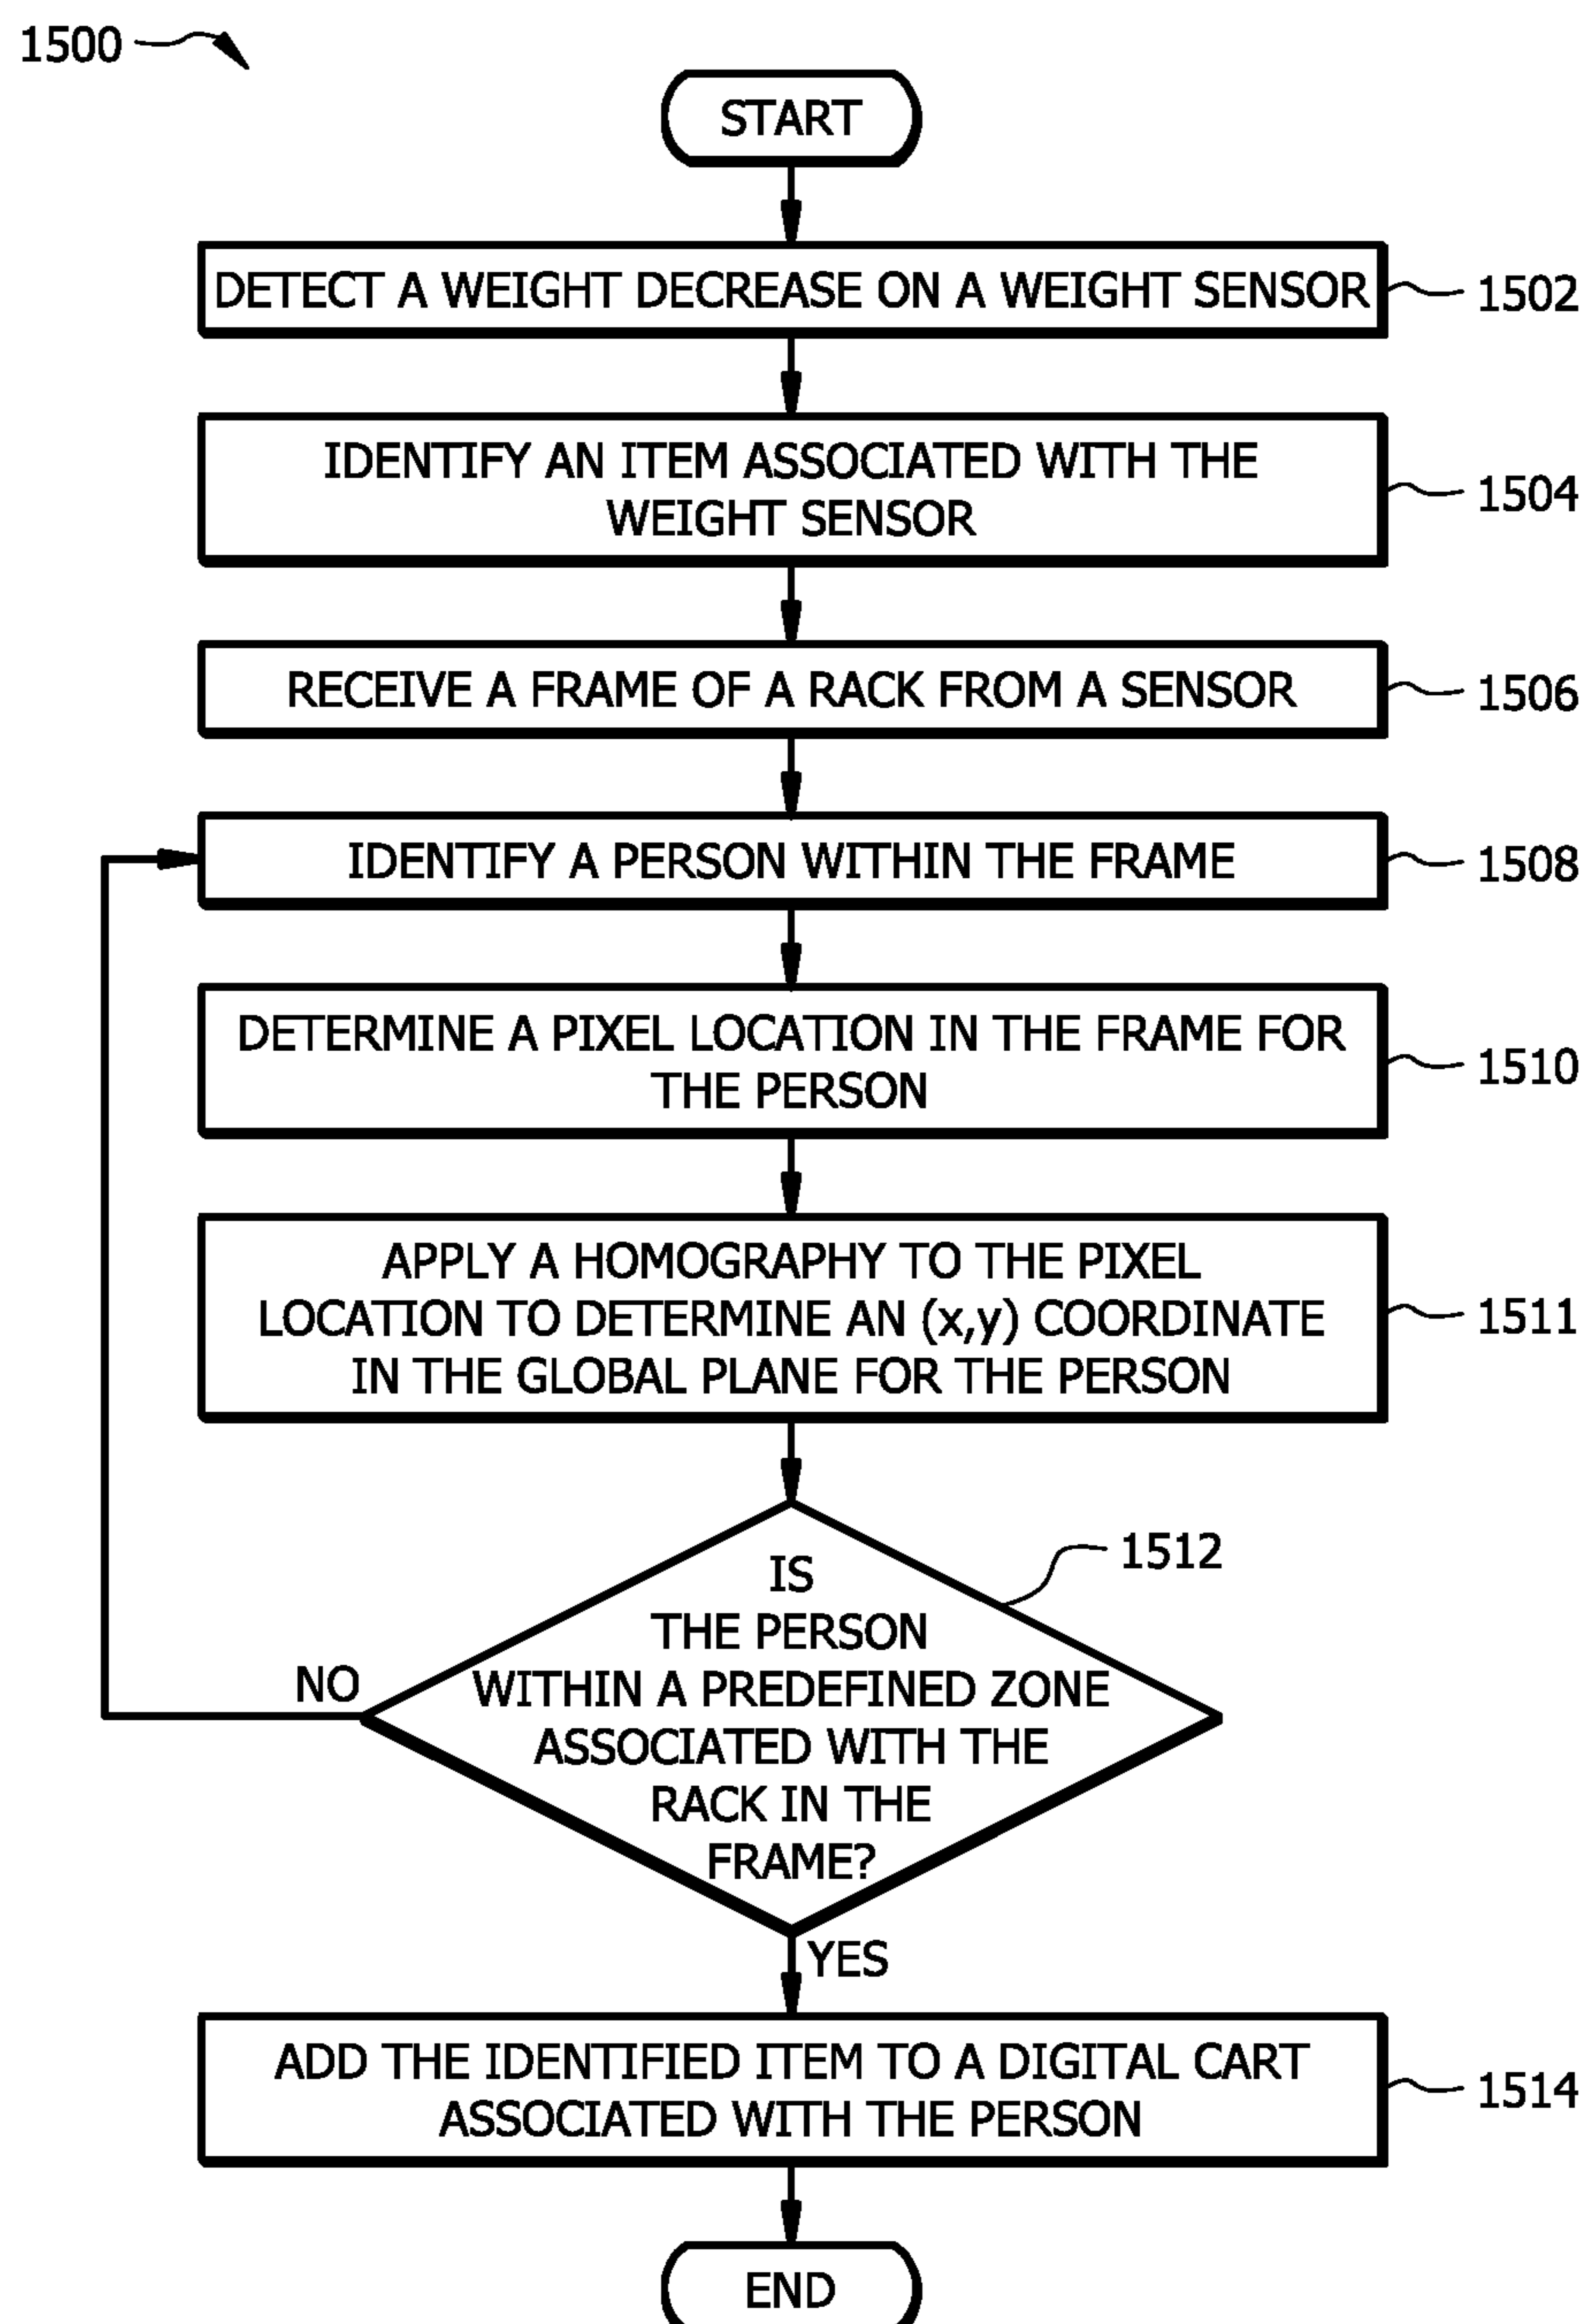 1500
START
DETECT A WEIGHT DECREASE ON A WEIGHT SENSOR
1502
IDENTIFY AN ITEM ASSOCIATED WITH THE
WEIGHT SENSOR
1504
RECEIVE A FRAME OF A RACK FROM A SENSOR
1506
IDENTIFY A PERSON WITHIN THE FRAME
1508
DETERMINE A PIXEL LOCATION IN THE FRAME FOR
THE PERSON
1510
APPLY A HOMOGRAPHY TO THE PIXEL
LOCATION TO DETERMINE AN (x,y) COORDINATE
IN THE GLOBAL PLANE FOR THE PERSON
1511
IS
THE PERSON
WITHIN A PREDEFINED ZONE
ASSOCIATED WITH THE
RACK IN THE
FRAME?
1512
NO
YES
ADD THE IDENTIFIED ITEM TO A DIGITAL CART
ASSOCIATED WITH THE PERSON
1514
END